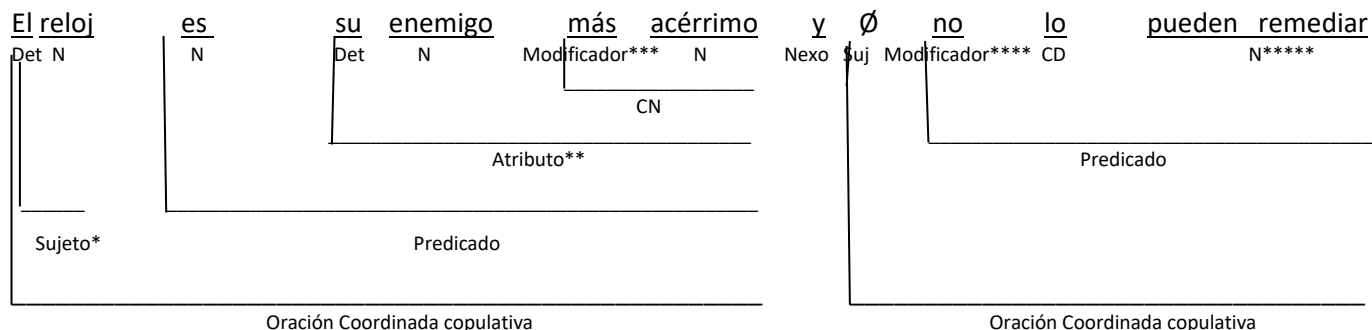 El reloj es su enemigo más acérrimo y Ø no lo pueden remediar
Det N N Det N Modificador*** N Nexo Suj Modificador**** CD N*****
CN
Atributo** Predicado
Sujeto* Predicado
Oración Coordinada copulativa Oración Coordinada copulativa